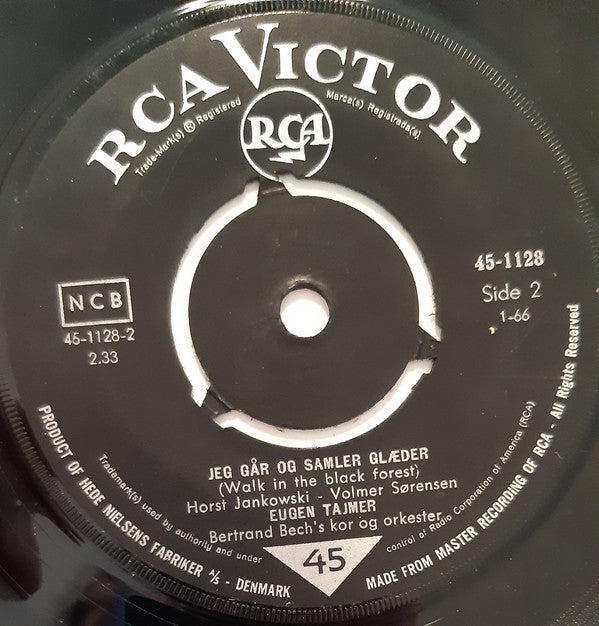 RCA VICTOR
Trade-Mark(s) ® Registered
Marca(s) Registrada(s)
RCA
NCB
45-1128-2
2.33
45-1128
Side 2
1-66
JEG GÅR OG SAMLER GLÆDER
(Walk in the black forest)
Horst Jankowski - Volmer Sørensen
EUGEN TAJMER
Bertrand Bech's kor og orkester
45
Trademark(s) used by authority and under control of Radio Corporation of America (RCA)
PRODUCT OF HEDE NIELSENS FABRIKER A/S - DENMARK
MADE FROM MASTER RECORDING OF RCA - All Rights Reserved